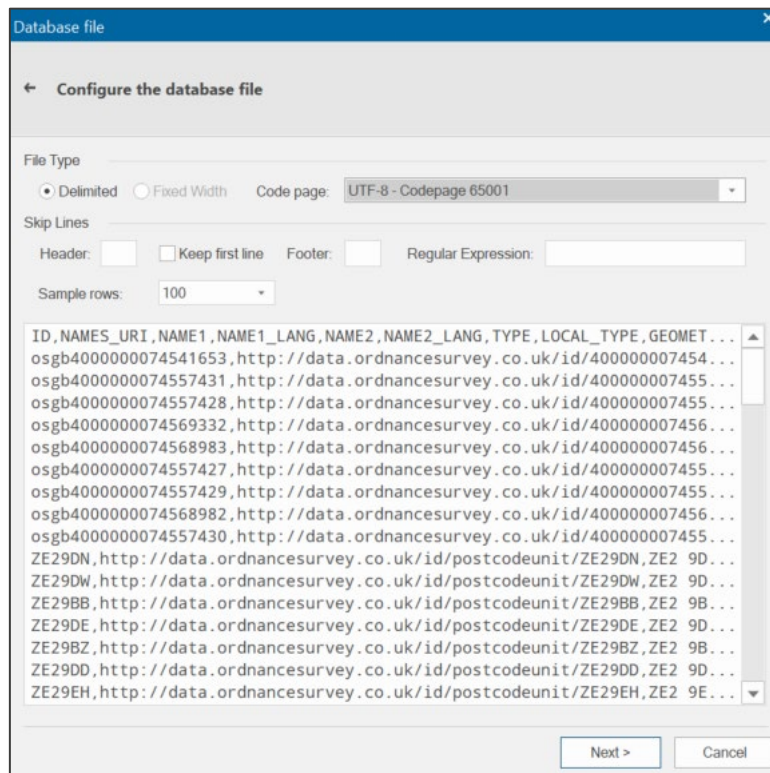 Database file
Configure the database file
File Type
Delimited Fixed Width Code page: UTF-8 - Codepage 65001
Skip Lines
Header: Keep first line Footer: Regular Expression:
Sample rows: 100
ID,NAMES_URI,NAME1,NAME1_LANG,NAME2,NAME2_LANG,TYPE,LOCAL_TYPE,GEOMET...
osgb4000000074541653,http://data.ordnancesurvey.co.uk/id/400000007454...
osgb4000000074557431,http://data.ordnancesurvey.co.uk/id/400000007455...
osgb4000000074557428,http://data.ordnancesurvey.co.uk/id/400000007455...
osgb4000000074569332,http://data.ordnancesurvey.co.uk/id/400000007456...
osgb4000000074568983,http://data.ordnancesurvey.co.uk/id/400000007456...
osgb4000000074557427,http://data.ordnancesurvey.co.uk/id/400000007455...
osgb4000000074557429,http://data.ordnancesurvey.co.uk/id/400000007455...
osgb4000000074568982,http://data.ordnancesurvey.co.uk/id/400000007456...
osgb4000000074557430,http://data.ordnancesurvey.co.uk/id/400000007455...
ZE29DN,http://data.ordnancesurvey.co.uk/id/postcodeunit/ZE29DN,ZE2 9D...
ZE29DW,http://data.ordnancesurvey.co.uk/id/postcodeunit/ZE29DW,ZE2 9D...
ZE29BB,http://data.ordnancesurvey.co.uk/id/postcodeunit/ZE29BB,ZE2 9B...
ZE29DE,http://data.ordnancesurvey.co.uk/id/postcodeunit/ZE29DE,ZE2 9D...
ZE29BZ,http://data.ordnancesurvey.co.uk/id/postcodeunit/ZE29BZ,ZE2 9B...
ZE29DD,http://data.ordnancesurvey.co.uk/id/postcodeunit/ZE29DD,ZE2 9D...
ZE29EH,http://data.ordnancesurvey.co.uk/id/postcodeunit/ZE29EH,ZE2 9E...
Next > Cancel